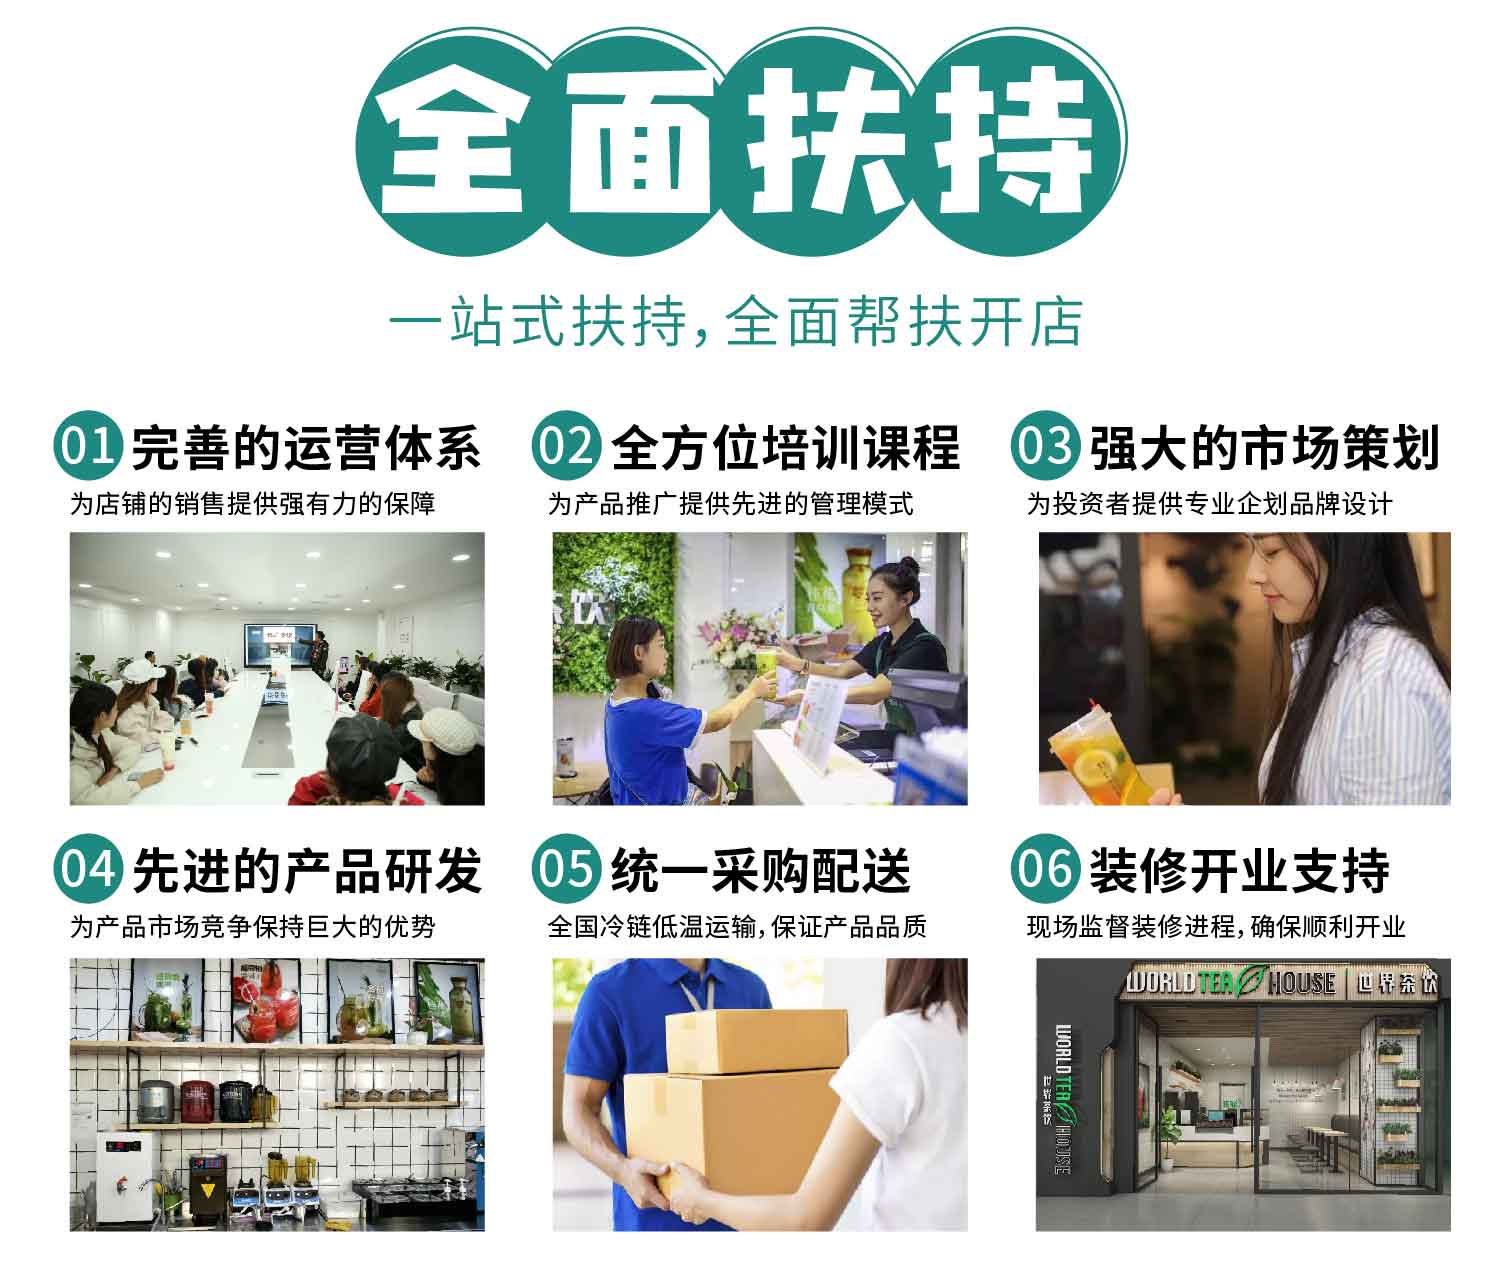 全面扶持
一站式扶持,全面帮扶开店
01 完善的运营体系
为店铺的销售提供强有力的保障
02 全方位培训课程
为产品推广提供先进的管理模式
03 强大的市场策划
为投资者提供专业企划品牌设计
茶饮
04 先进的产品研发
为产品市场竞争保持巨大的优势
05 统一采购配送
全国冷链低温运输,保证产品品质
06 装修开业支持
现场监督装修进程,确保顺利开业
WORLD TEA HOUSE 世界茶饮
WORLD TEA HOUSE
世界茶饮